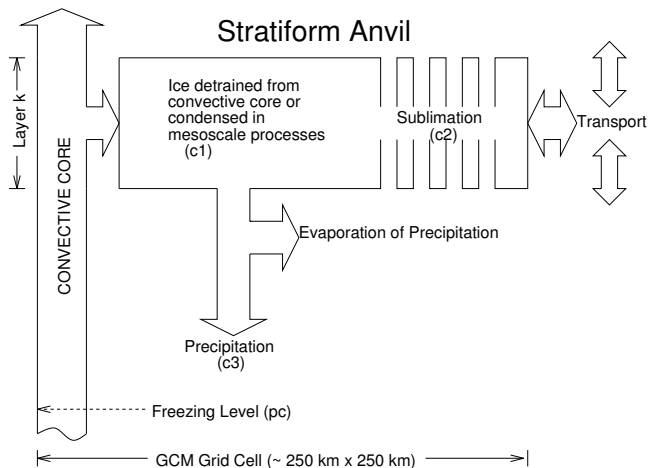 Stratiform Anvil
Layer k
CONVECTIVE CORE
Ice detrained from
convective core or
condensed in
mesoscale processes
(c1)
Sublimation
(c2)
Transport
Evaporation of Precipitation
Precipitation
(c3)
Freezing Level (pc)
GCM Grid Cell (~ 250 km x 250 km)